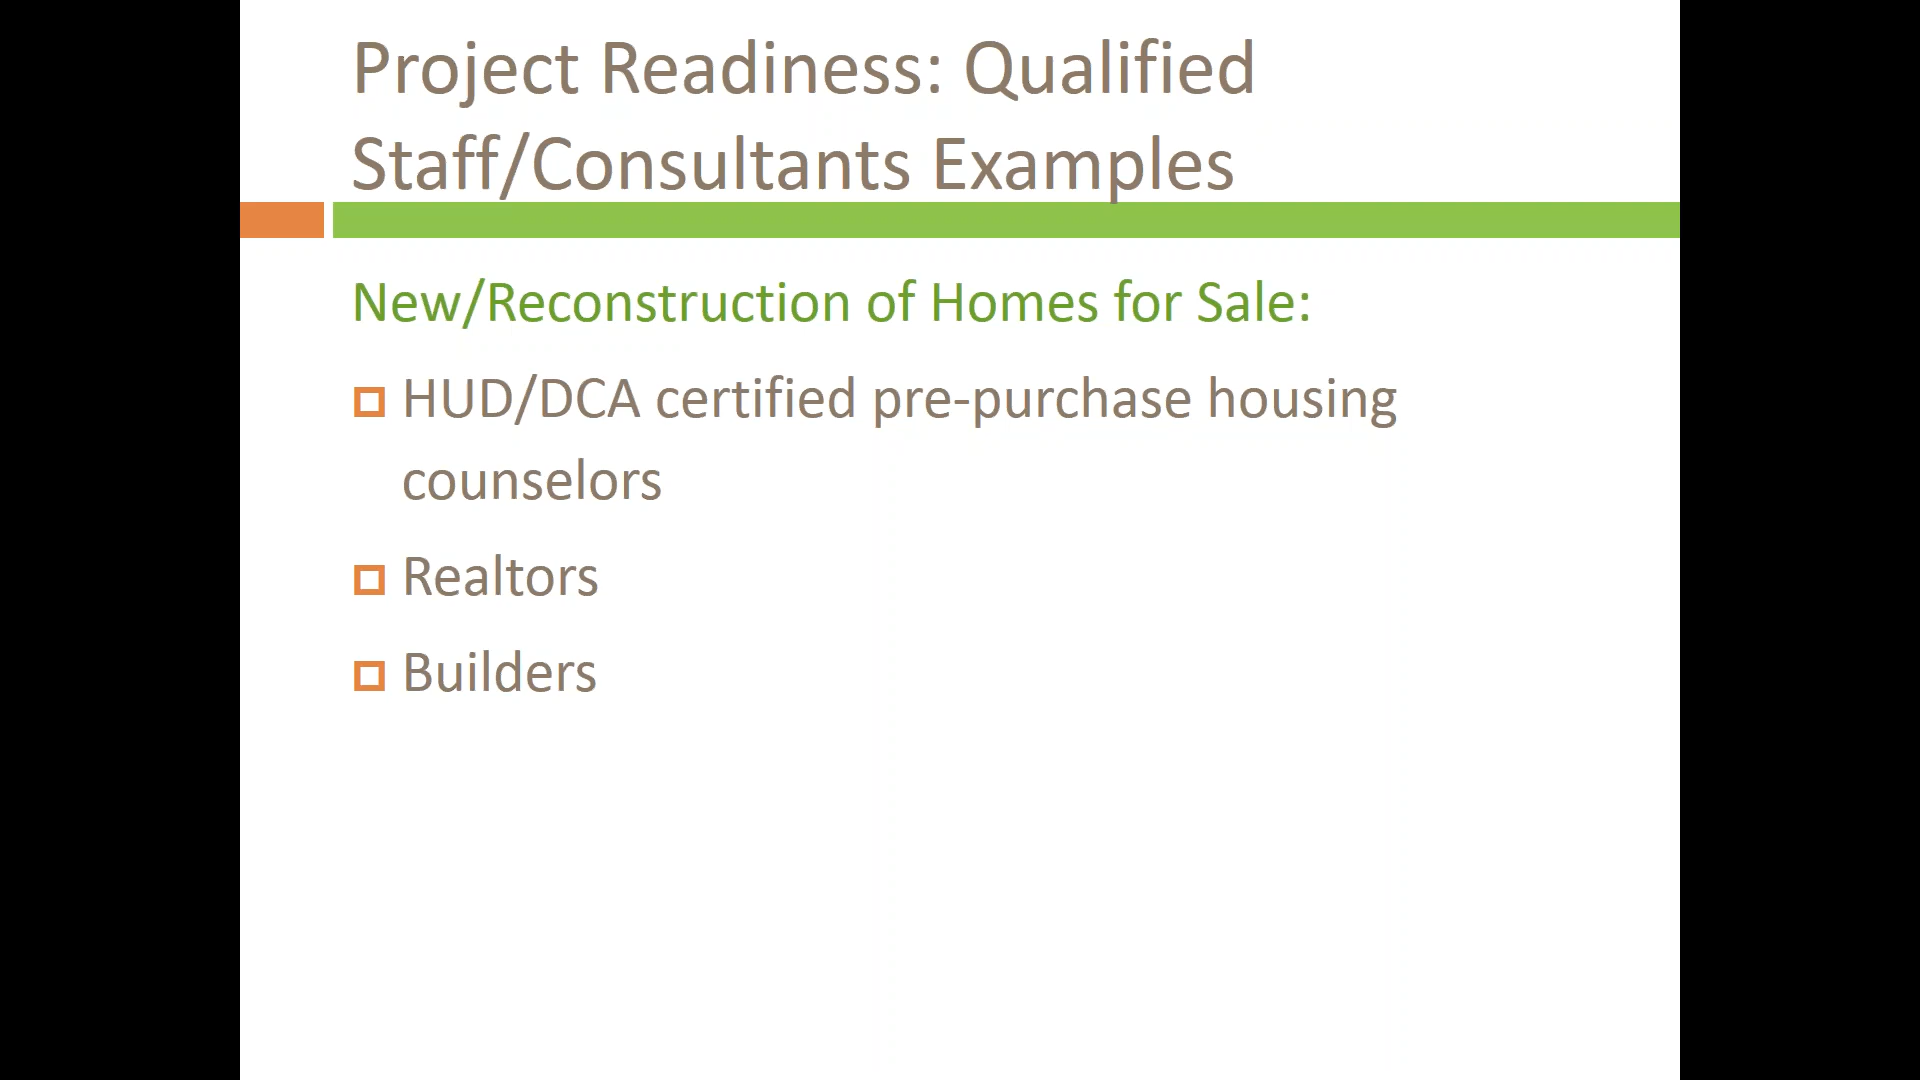 Project Readiness: Qualified
Staff/Consultants Examples
New/Reconstruction of Homes for Sale:
HUD/DCA certified pre-purchase housing
counselors
Realtors
Builders